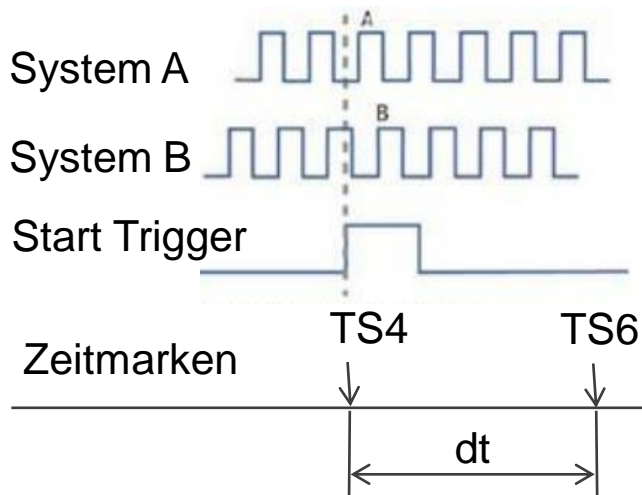 A
System A
B
System B
Start Trigger
TS4 TS6
Zeitmarken
dt